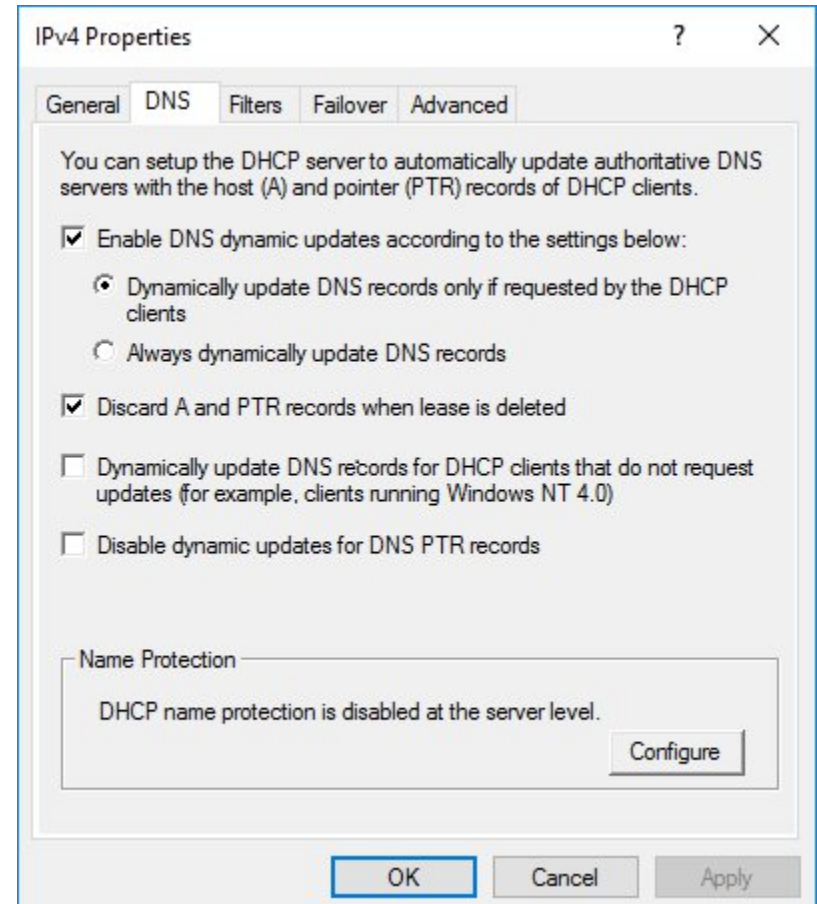 IPv4 Properties
?
General DNS Filters Failover Advanced
You can setup the DHCP server to automatically update authoritative DNS
servers with the host (A) and pointer (PTR) records of DHCP clients.
Enable DNS dynamic updates according to the settings below:
Dynamically update DNS records only if requested by the DHCP
clients
Always dynamically update DNS records
Discard A and PTR records when lease is deleted
Dynamically update DNS records for DHCP clients that do not request
updates (for example, clients running Windows NT 4.0)
Disable dynamic updates for DNS PTR records
Name Protection
DHCP name protection is disabled at the server level.
Configure
OK Cancel Apply